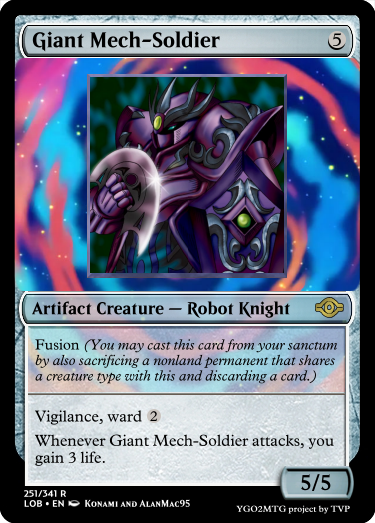 Giant Mech-Soldier 5
Artifact Creature — Robot Knight
Fusion (You may cast this card from your sanctum
by also sacrificing a nonland permanent that shares
a creature type with this and discarding a card.)
Vigilance, ward 2
Whenever Giant Mech-Soldier attacks, you
gain 3 life.
5/5
251/341 R
LOB • EN Konami and AlanMac95
YGO2MTG project by TVP